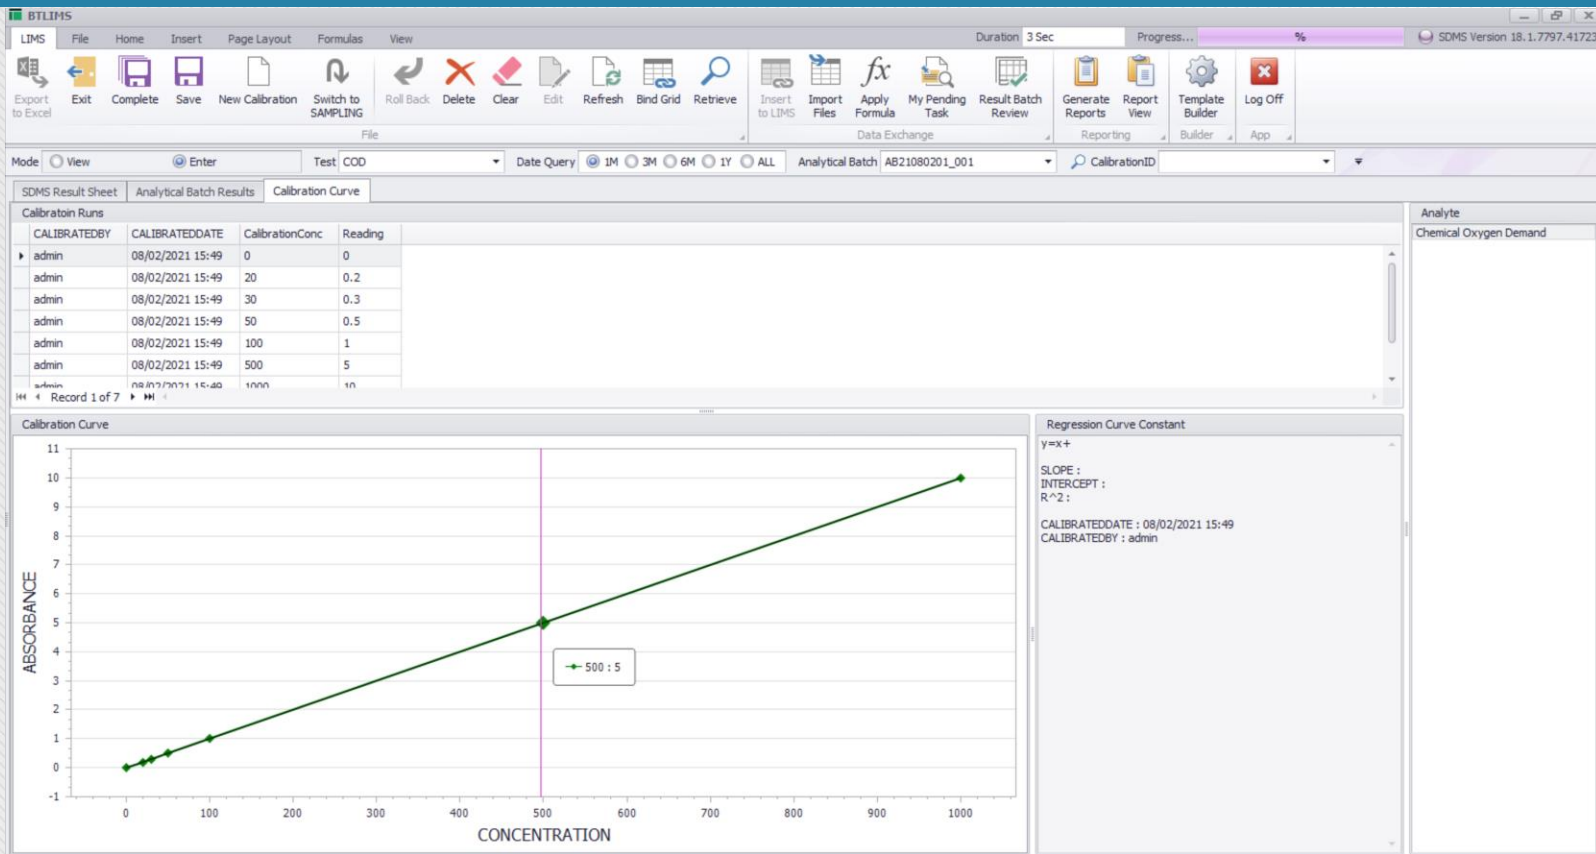 BTLIMS
LIMS File Home Insert Page Layout Formulas View Duration 3 Sec Progress... % SDMS Version 18.1.7797.41723
Export to Excel Exit Complete Save New Calibration Switch to SAMPLING Roll Back Delete Clear Edit Refresh Bind Grid Retrieve Insert to LIMS Import Files Apply Formula My Pending Task Result Batch Review Generate Reports Report View Template Builder Log Off
File Data Exchange Reporting Builder App
Mode View Enter Test COD Date Query 1M 3M 6M 1Y ALL Analytical Batch AB21080201_001 CalibrationID
SDMS Result Sheet Analytical Batch Results Calibration Curve
Calibratoin Runs
CALIBRATEDBY CALIBRATEDDATE CalibrationConc Reading
admin 08/02/2021 15:49 0 0
admin 08/02/2021 15:49 20 0.2
admin 08/02/2021 15:49 30 0.3
admin 08/02/2021 15:49 50 0.5
admin 08/02/2021 15:49 100 1
admin 08/02/2021 15:49 500 5
admin 08/02/2021 15:49 1000 10
Record 1 of 7
Analyte
Chemical Oxygen Demand
Calibration Curve
11
10
9
8
7
6
5
4
3
2
1
0
-1
ABSORBANCE
500 : 5
0 100 200 300 400 500 600 700 800 900 1000
CONCENTRATION
Regression Curve Constant
y=x+
SLOPE :
INTERCEPT :
R^2 :
CALIBRATEDDATE : 08/02/2021 15:49
CALIBRATEDBY : admin